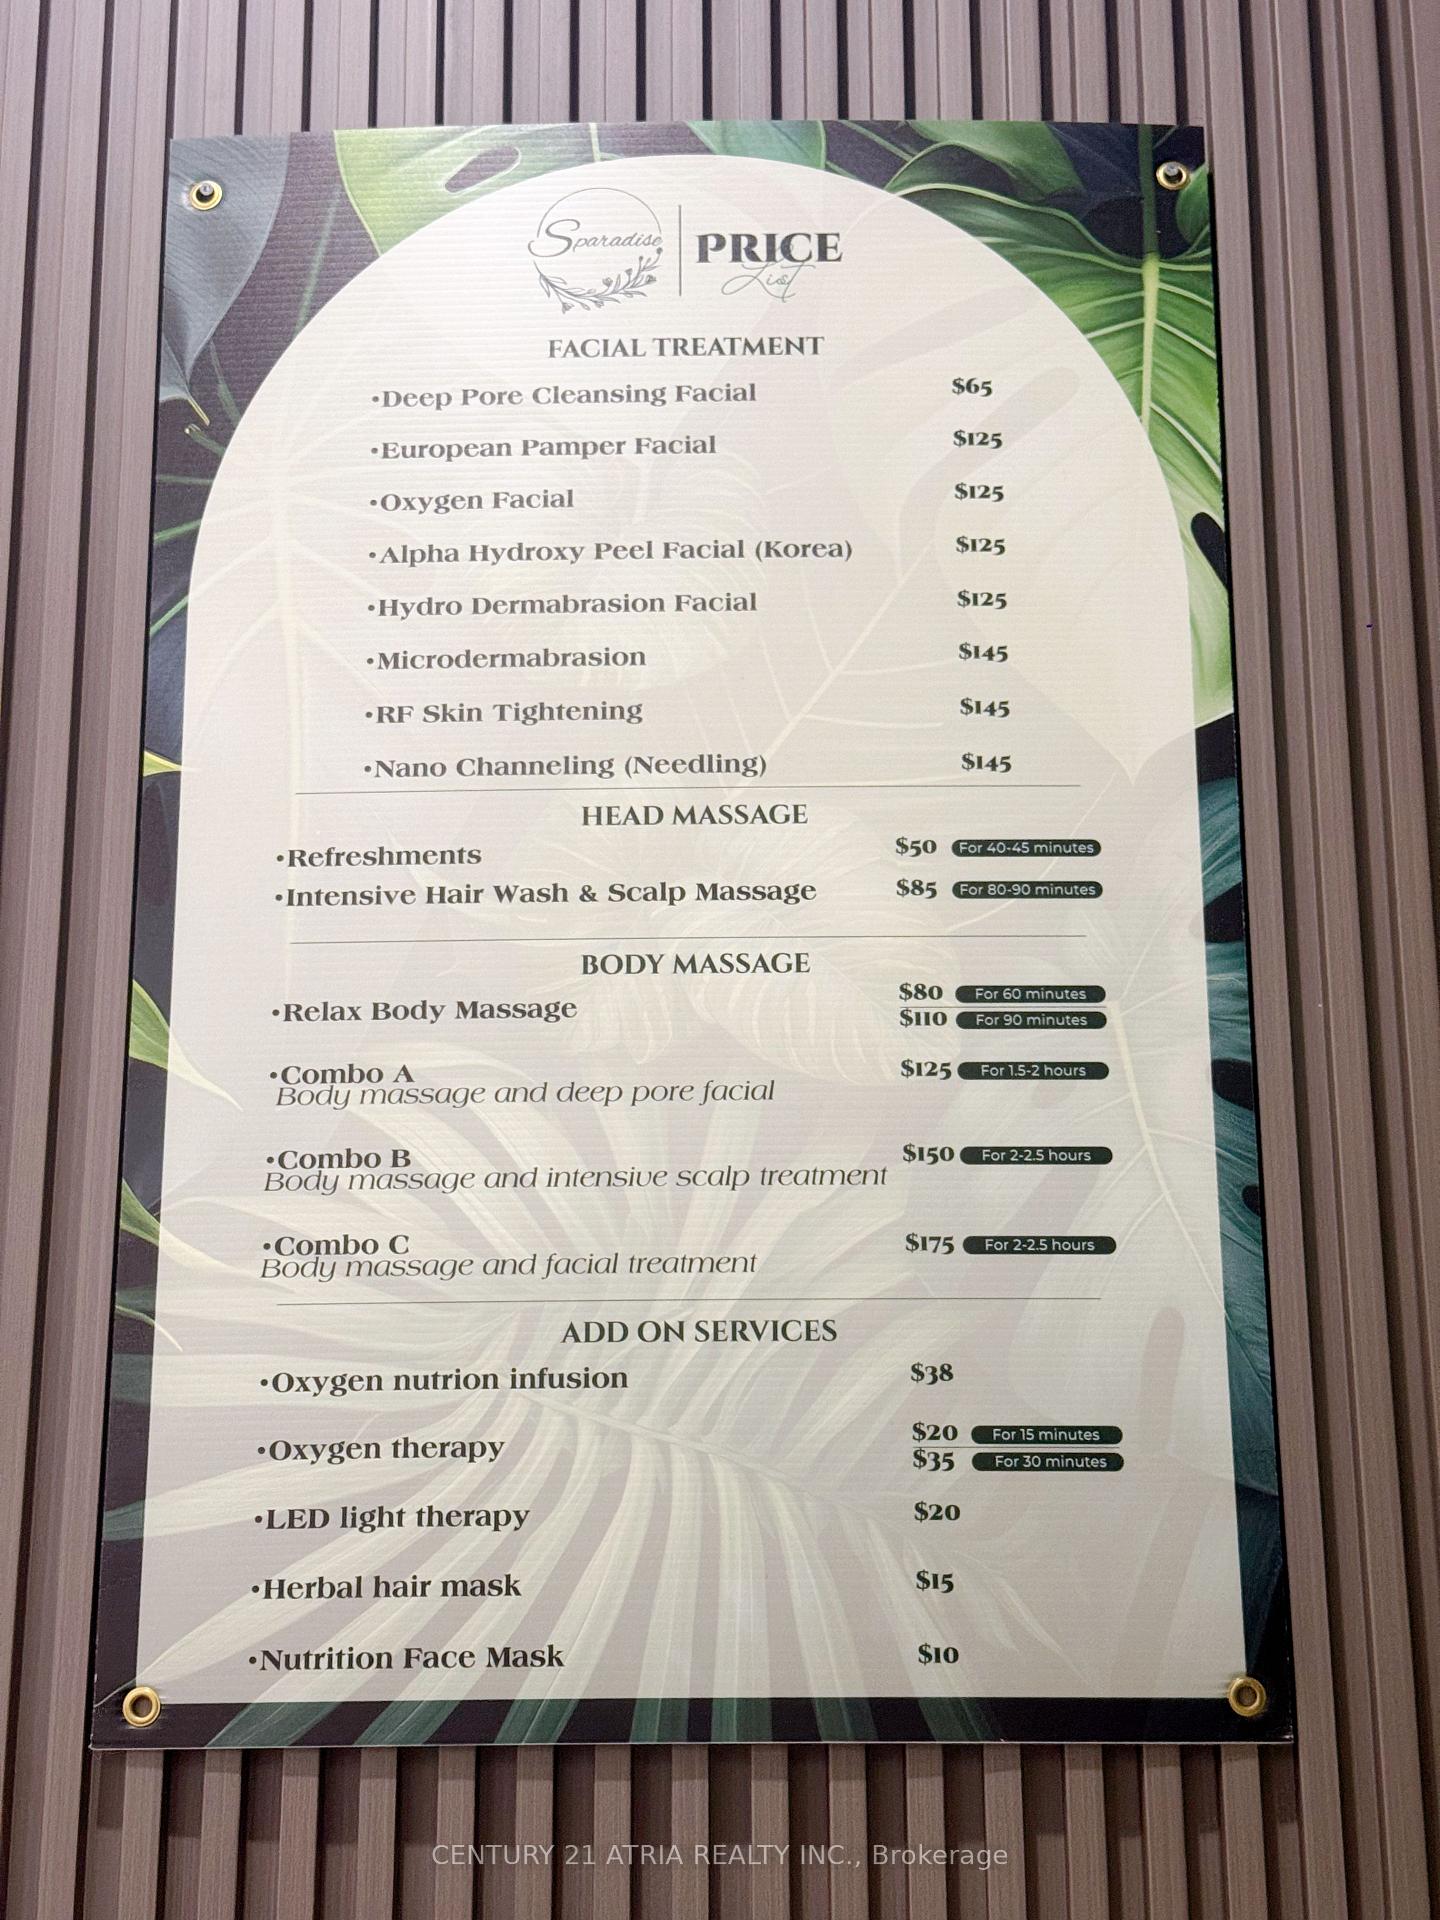 Sparadise
PRICE
List
FACIAL TREATMENT
•Deep Pore Cleansing Facial $65
•European Pamper Facial $125
•Oxygen Facial $125
•Alpha Hydroxy Peel Facial (Korea) $125
•Hydro Dermabrasion Facial $125
•Microdermabrasion $145
•RF Skin Tightening $145
•Nano Channeling (Needling) $145
HEAD MASSAGE
•Refreshments $50 For 40-45 minutes
•Intensive Hair Wash & Scalp Massage $85 For 80-90 minutes
BODY MASSAGE
•Relax Body Massage $80 For 60 minutes
$110 For 90 minutes
•Combo A $125 For 1.5-2 hours
Body massage and deep pore facial
•Combo B $150 For 2-2.5 hours
Body massage and intensive scalp treatment
•Combo C $175 For 2-2.5 hours
Body massage and facial treatment
ADD ON SERVICES
•Oxygen nutrion infusion $38
•Oxygen therapy $20 For 15 minutes
$35 For 30 minutes
•LED light therapy $20
•Herbal hair mask $15
•Nutrition Face Mask $10
CENTURY 21 ATRIA REALTY INC., Brokerage